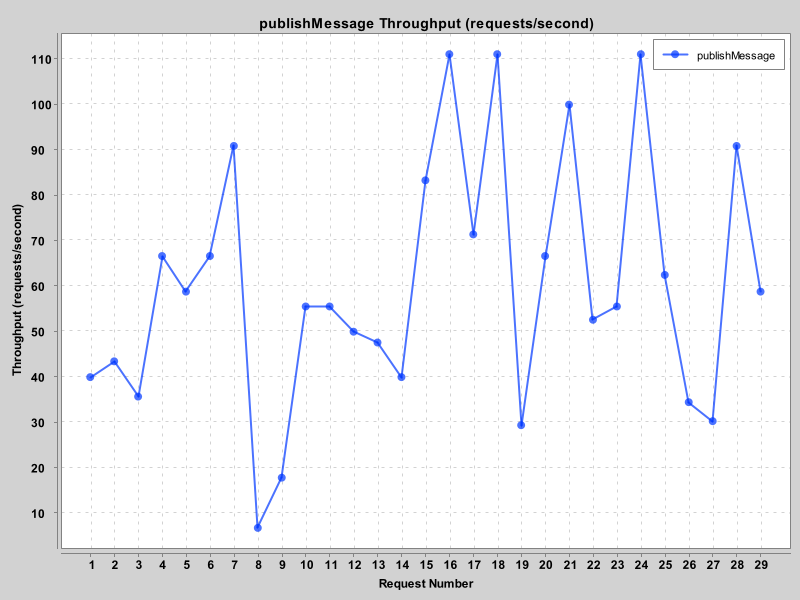 publishMessage Throughput (requests/second)
publishMessage
Throughput (requests/second)
110
100
90
80
70
60
50
40
30
20
10
1 2 3 4 5 6 7 8 9 10 11 12 13 14 15 16 17 18 19 20 21 22 23 24 25 26 27 28 29
Request Number